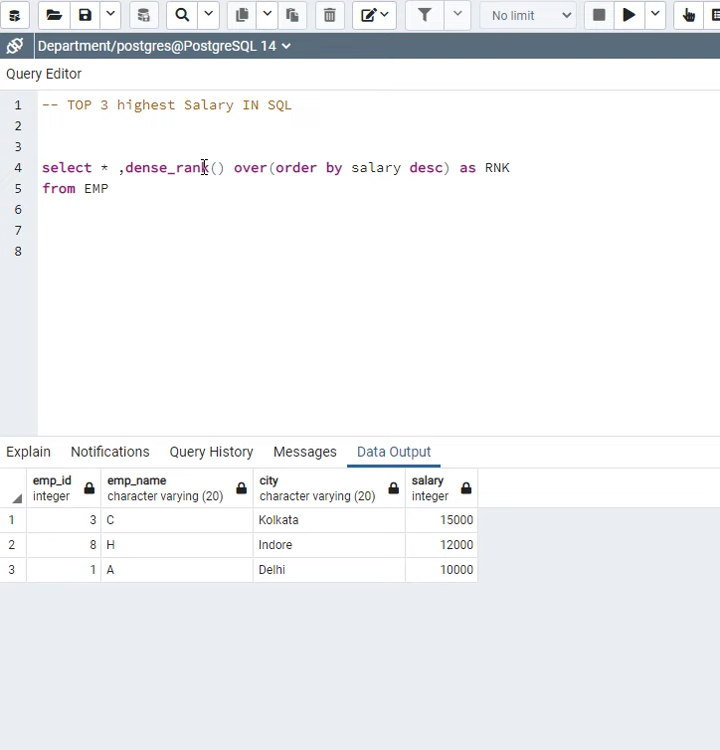 No limit
Department/postgres@PostgreSQL 14
Query Editor
1 -- TOP 3 highest Salary IN SQL
2
3
4 select * ,dense_rank() over(order by salary desc) as RNK
5 from EMP
6
7
8
Explain Notifications Query History Messages Data Output
emp_id emp_name city salary
integer character varying (20) character varying (20) integer
1 3 C Kolkata 15000
2 8 H Indore 12000
3 1 A Delhi 10000